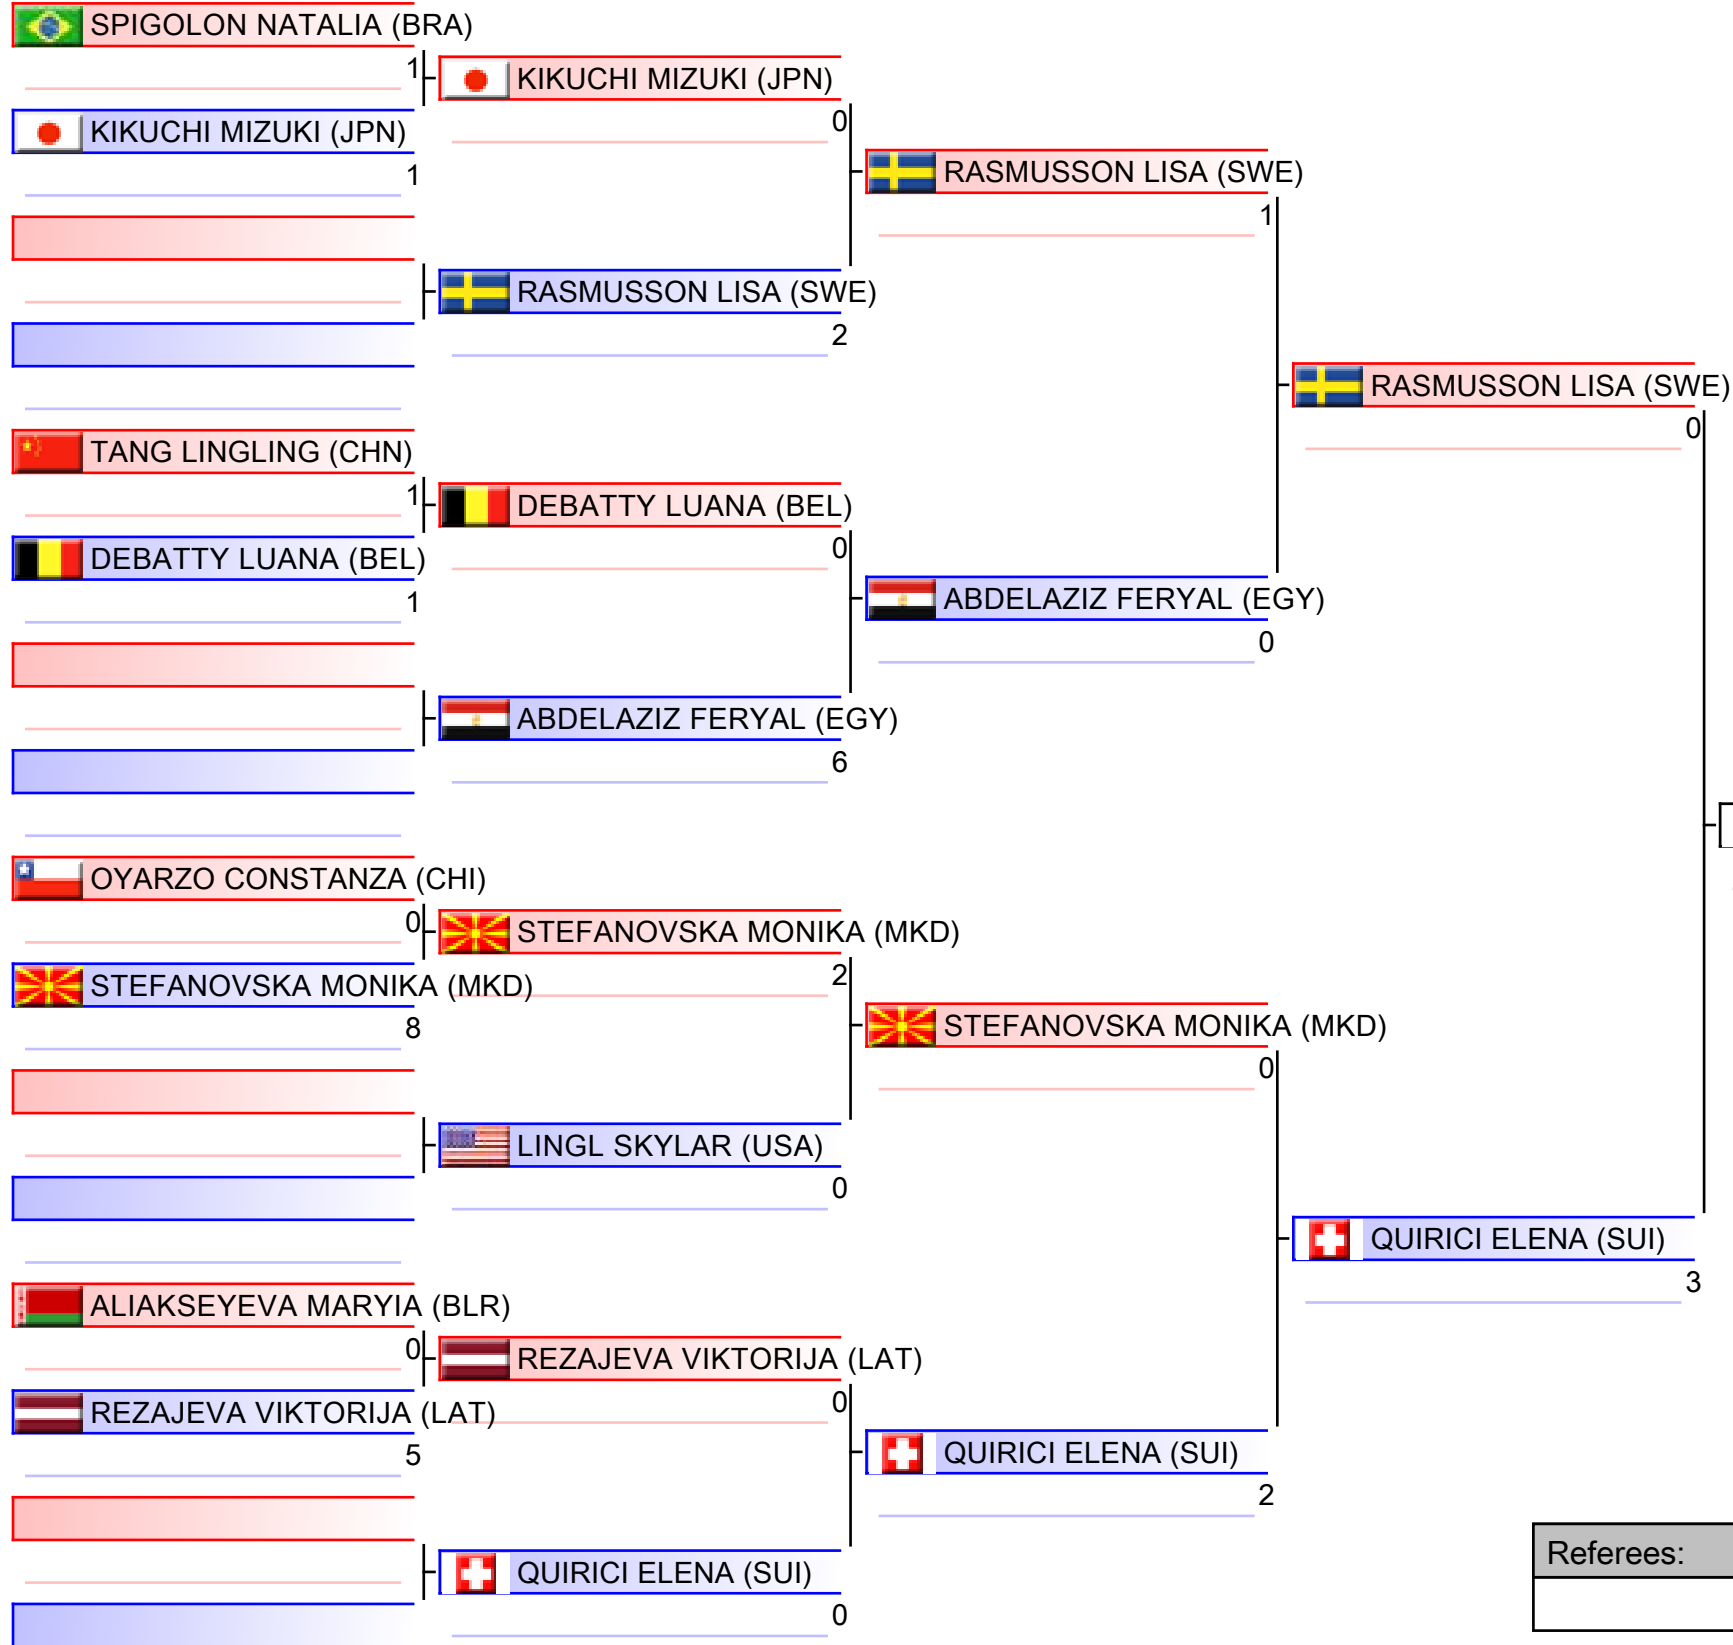 SPIGOLON NATALIA (BRA)
1
KIKUCHI MIZUKI (JPN)
1
TANG LINGLING (CHN)
1
DEBATTY LUANA (BEL)
1
OYARZO CONSTANZA (CHI)
0
STEFANOVSKA MONIKA (MKD)
8
ALIAKSEYEVA MARYIA (BLR)
0
REZAJEVA VIKTORIJA (LAT)
5
KIKUCHI MIZUKI (JPN)
0
RASMUSSON LISA (SWE)
2
DEBATTY LUANA (BEL)
0
ABDELAZIZ FERYAL (EGY)
6
STEFANOVSKA MONIKA (MKD)
2
LINGL SKYLAR (USA)
0
REZAJEVA VIKTORIJA (LAT)
0
QUIRICI ELENA (SUI)
0
RASMUSSON LISA (SWE)
1
ABDELAZIZ FERYAL (EGY)
0
STEFANOVSKA MONIKA (MKD)
0
QUIRICI ELENA (SUI)
2
RASMUSSON LISA (SWE)
0
QUIRICI ELENA (SUI)
3
Referees: